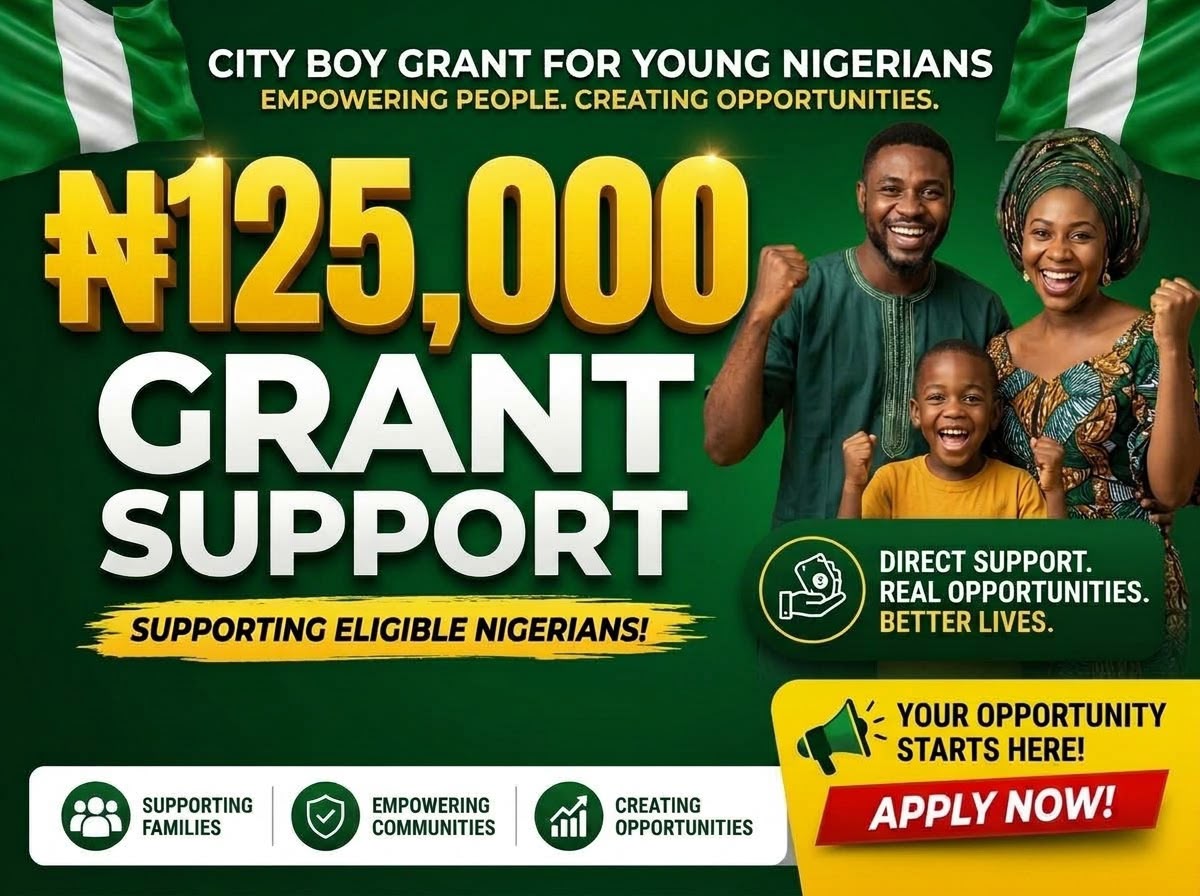 CITY BOY GRANT FOR YOUNG NIGERIANS
EMPOWERING PEOPLE. CREATING OPPORTUNITIES.
₦125,000
GRANT
SUPPORT
SUPPORTING ELIGIBLE NIGERIANS!
DIRECT SUPPORT.
REAL OPPORTUNITIES.
BETTER LIVES.
YOUR OPPORTUNITY
STARTS HERE!
APPLY NOW!
SUPPORTING
FAMILIES
EMPOWERING
COMMUNITIES
CREATING
OPPORTUNITIES